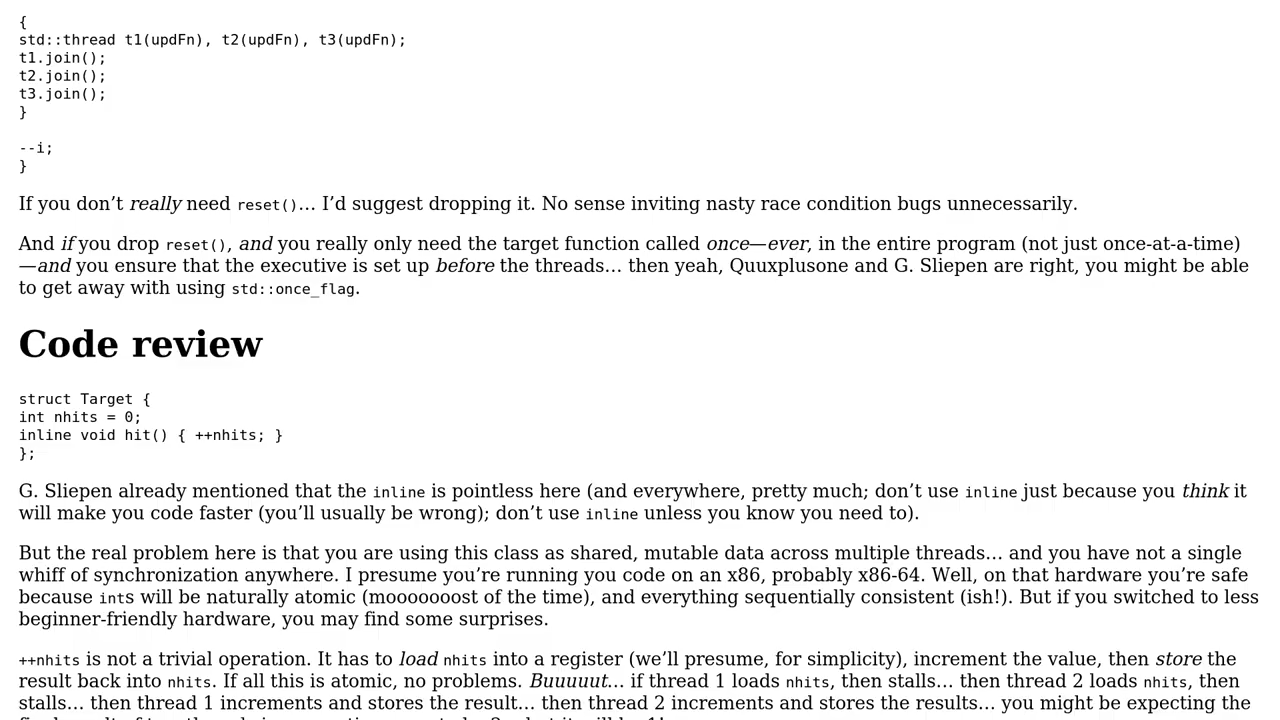 {
std::thread t1(updFn), t2(updFn), t3(updFn);
t1.join();
t2.join();
t3.join();
}
--i;
}
If you don’t really need reset()… I’d suggest dropping it. No sense inviting nasty race condition bugs unnecessarily.
And if you drop reset(), and you really only need the target function called once—ever, in the entire program (not just once-at-a-time)
—and you ensure that the executive is set up before the threads… then yeah, Quuxplusone and G. Sliepen are right, you might be able
to get away with using std::once_flag.
Code review
struct Target {
int nhits = 0;
inline void hit() { ++nhits; }
};
G. Sliepen already mentioned that the inline is pointless here (and everywhere, pretty much; don’t use inline just because you think it
will make you code faster (you’ll usually be wrong); don’t use inline unless you know you need to).
But the real problem here is that you are using this class as shared, mutable data across multiple threads… and you have not a single
whiff of synchronization anywhere. I presume you’re running you code on an x86, probably x86-64. Well, on that hardware you’re safe
because ints will be naturally atomic (mooooooost of the time), and everything sequentially consistent (ish!). But if you switched to less
beginner-friendly hardware, you may find some surprises.
++nhits is not a trivial operation. It has to load nhits into a register (we’ll presume, for simplicity), increment the value, then store the
result back into nhits. If all this is atomic, no problems. Buuuuut… if thread 1 loads nhits, then stalls… then thread 2 loads nhits, then
stalls… then thread 1 increments and stores the result… then thread 2 increments and stores the results… you might be expecting the